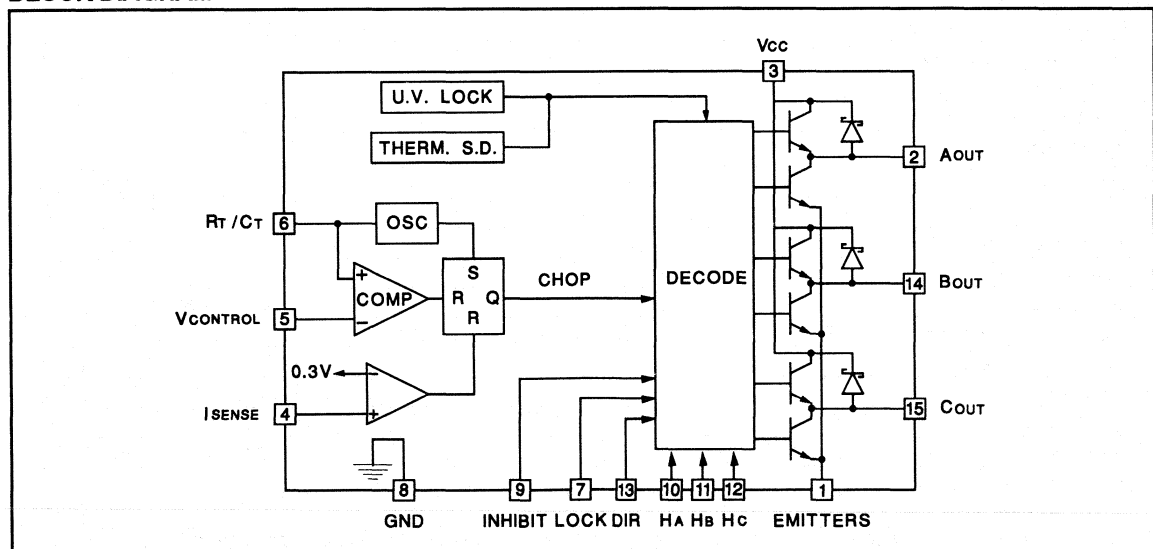 Vcc
3
U.V. LOCK
THERM. S.D.
2 AOUT
RT/CT 6
OSC
+
COMP
−
S
R Q
R
CHOP
DECODE
14 BOUT
VCONTROL 5
0.3V
−
+
ISENSE 4
15 COUT
8 9 7 13 10 11 12 1
GND INHIBIT LOCK DIR HA HB HC EMITTERS